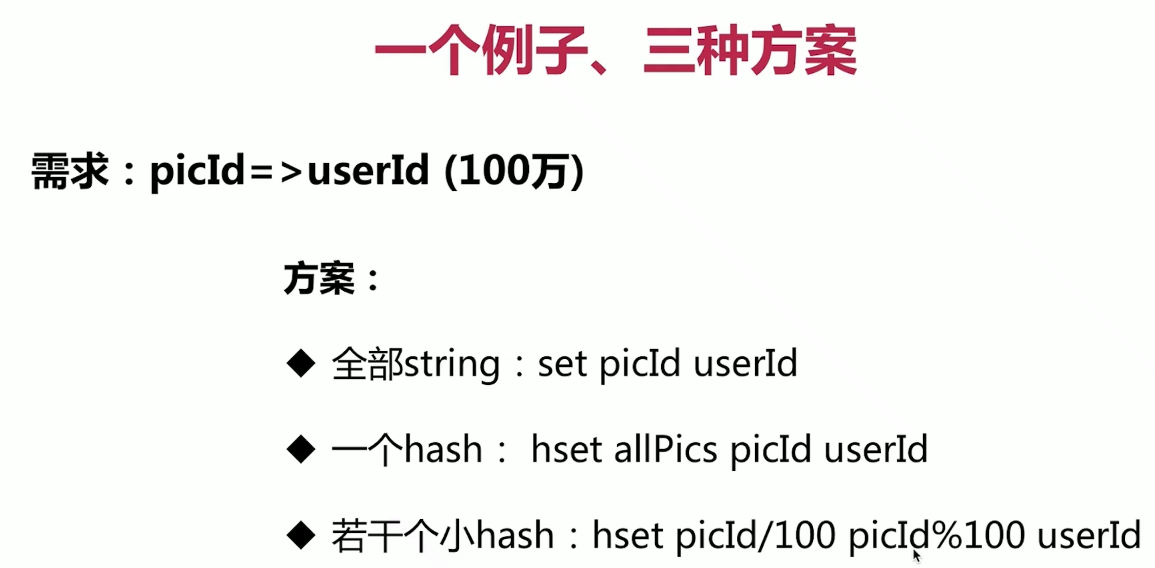 一个例子、三种方案
需求：picId=>userId (100万)
方案：
◆ 全部string：set picId userId
◆ 一个hash： hset allPics picId userId
◆ 若干个小hash：hset picId/100 picId%100 userId